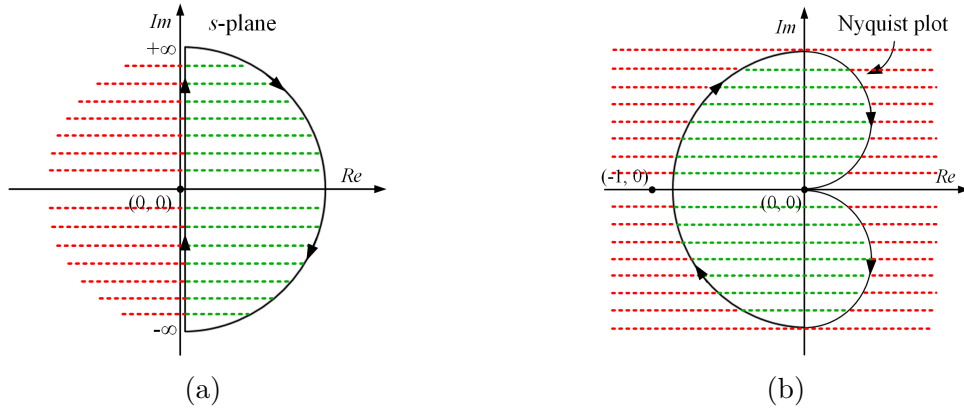 Im
s-plane
+∞
Re
(0, 0)
-∞
(a)
Im
Nyquist plot
(-1, 0)
(0, 0)
Re
(b)